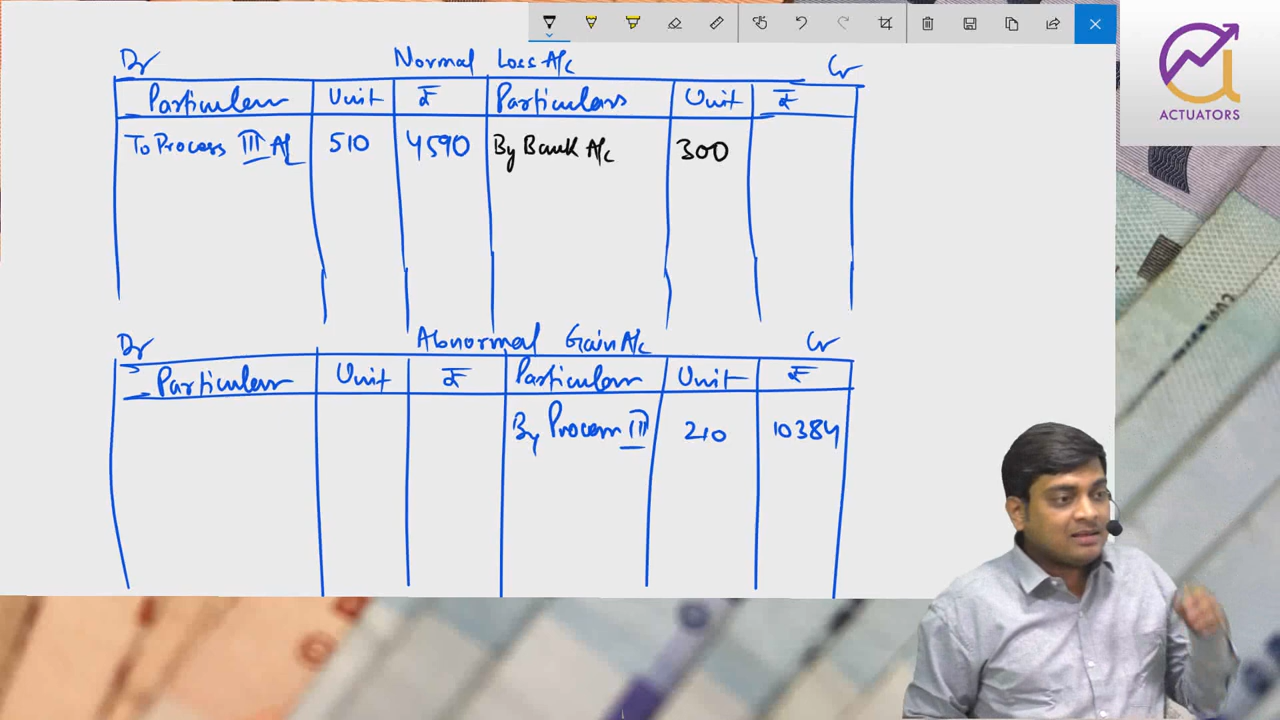 ACTUATORS
Dr Normal Loss A/c Cr
Particulars Unit ₹ Particulars Unit ₹
To Process III A/c 510 4590 By Bank A/c 300
Dr Abnormal Gain A/c Cr
Particulars Unit ₹ Particulars Unit ₹
By Process III 210 10384